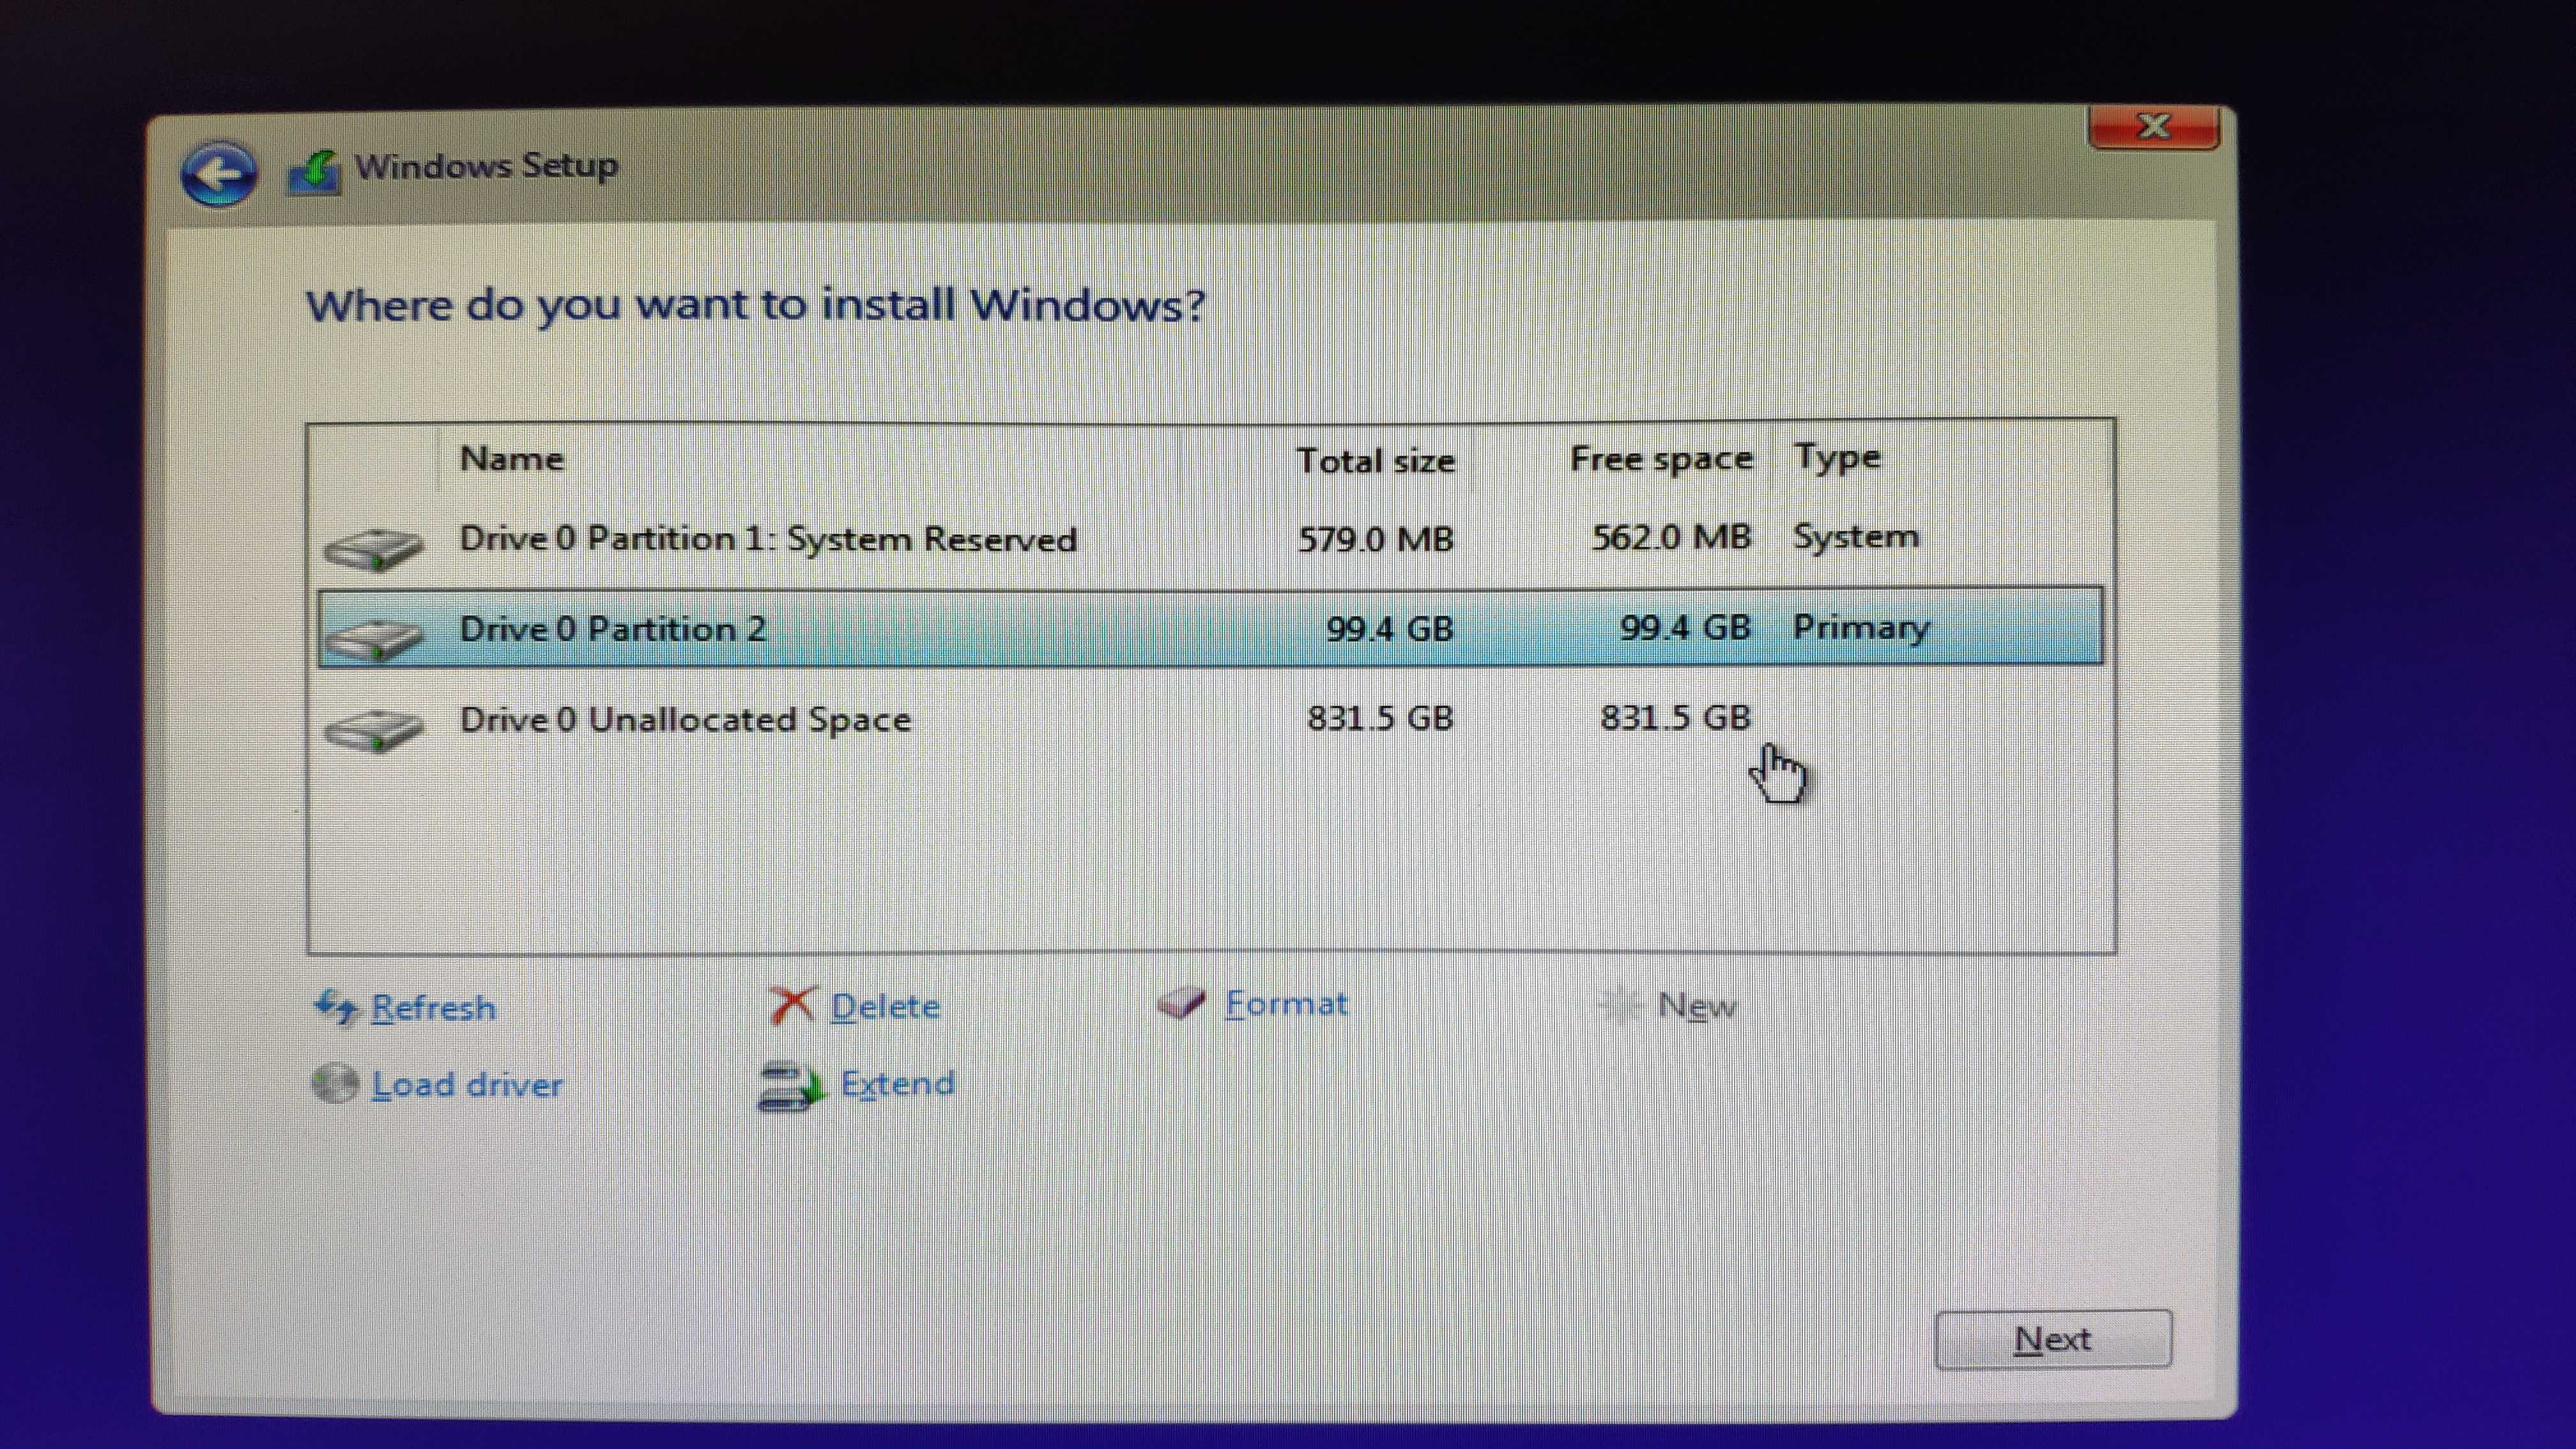 Windows Setup
Where do you want to install Windows?
Name Total size Free space Type
Drive 0 Partition 1: System Reserved 579.0 MB 562.0 MB System
Drive 0 Partition 2 99.4 GB 99.4 GB Primary
Drive 0 Unallocated Space 831.5 GB 831.5 GB
Refresh Delete Format New
Load driver Extend
Next